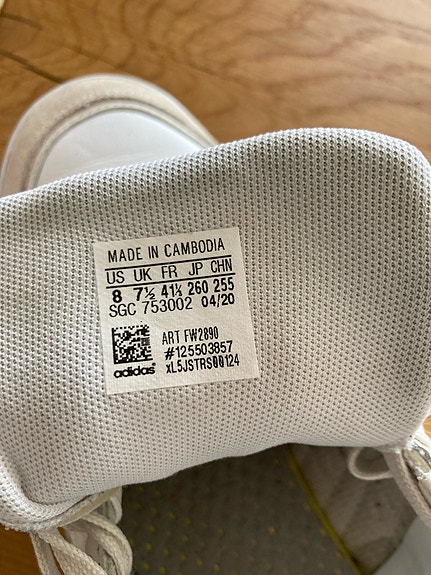 MADE IN CAMBODIA
US UK FR JP CHN
8 7½ 41⅓ 260 255
SGC 753002 04/20
ART FW2890
#125503857
xL5JSTRS00124
adidas